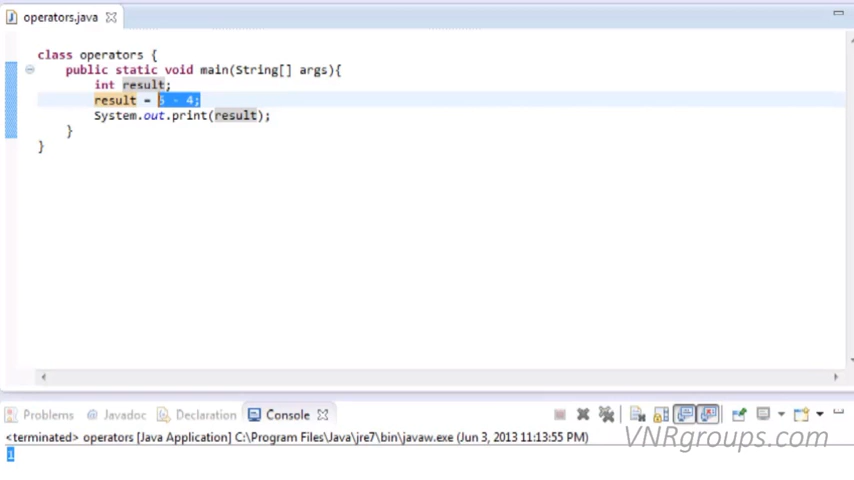 operators.java
class operators {
public static void main(String[] args){
int result;
result = 5 - 4;
System.out.print(result);
}
}
Problems @ Javadoc Declaration Console
<terminated> operators [Java Application] C:\Program Files\Java\jre7\bin\javaw.exe (Jun 3, 2013 11:13:55 PM)
VNRgroups.com
1